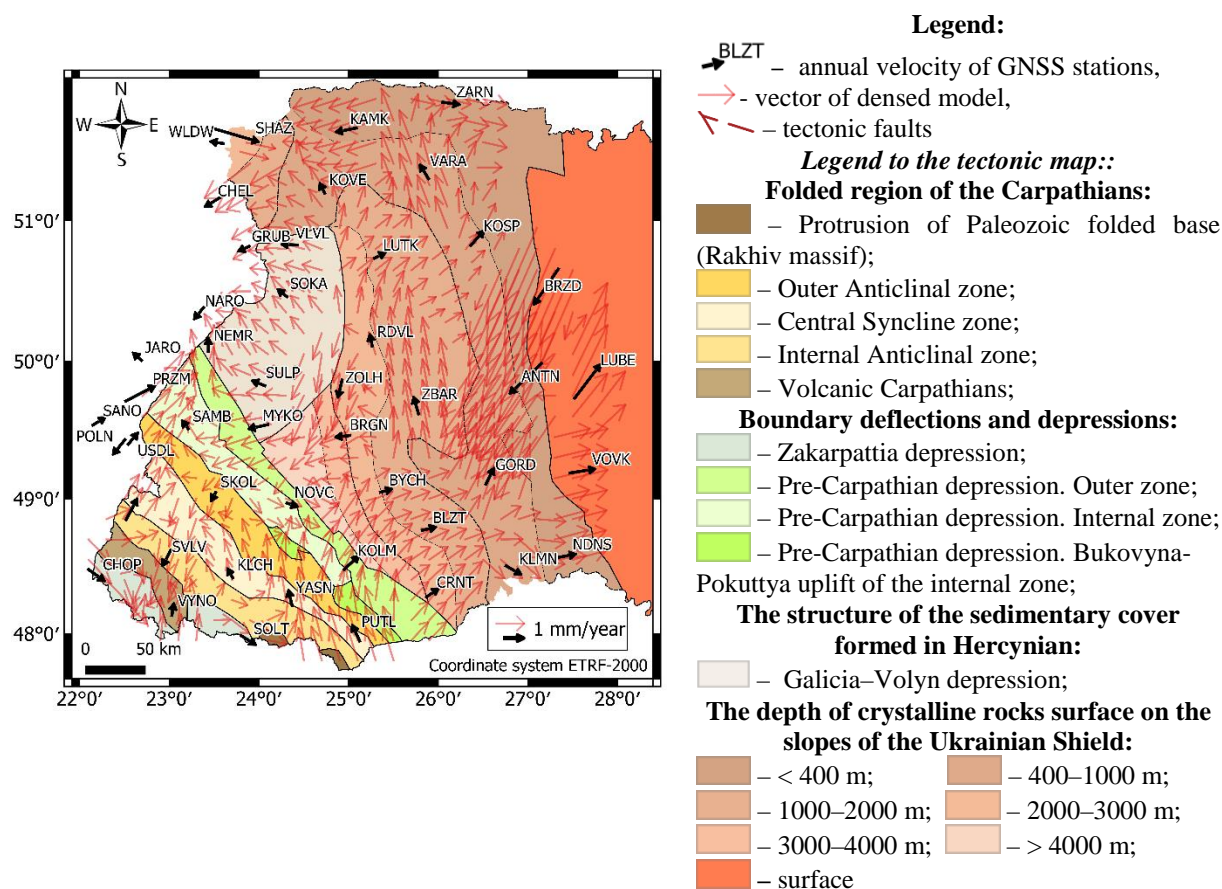 N
W E
S
WLDW
SHAZ
KAMK
ZARN
VARA
KOVE
CHEL
GRUB
VLVL
LUTK
KOSP
SOKA
BRZD
NARO
NEMR
RDVL
JARO
LUBE
PRZM
SULP
ZOLH
ANTN
ZBAR
SANO
SAMB
MYKO
BRGN
POLN
USDL
GORD
VOVK
SKOL
NOVC
BYCH
BLZT
SVLV
KOLM
NDNS
CHOP
KLCH
KLMN
YASN
CRNT
VYNO
SOLT
PUTL
51°0′
50°0′
49°0′
48°0′
0 50 km
1 mm/year
Coordinate system ETRF-2000
22°0′ 23°0′ 24°0′ 25°0′ 26°0′ 27°0′ 28°0′
Legend:
BLZT
– annual velocity of GNSS stations,
- vector of densed model,
– tectonic faults
Legend to the tectonic map::
Folded region of the Carpathians:
– Protrusion of Paleozoic folded base
(Rakhiv massif);
– Outer Anticlinal zone;
– Central Syncline zone;
– Internal Anticlinal zone;
– Volcanic Carpathians;
Boundary deflections and depressions:
– Zakarpattia depression;
– Pre-Carpathian depression. Outer zone;
– Pre-Carpathian depression. Internal zone;
– Pre-Carpathian depression. Bukovyna-
Pokuttya uplift of the internal zone;
The structure of the sedimentary cover
formed in Hercynian:
– Galicia–Volyn depression;
The depth of crystalline rocks surface on the
slopes of the Ukrainian Shield:
– < 400 m; – 400–1000 m;
– 1000–2000 m; – 2000–3000 m;
– 3000–4000 m; – > 4000 m;
– surface